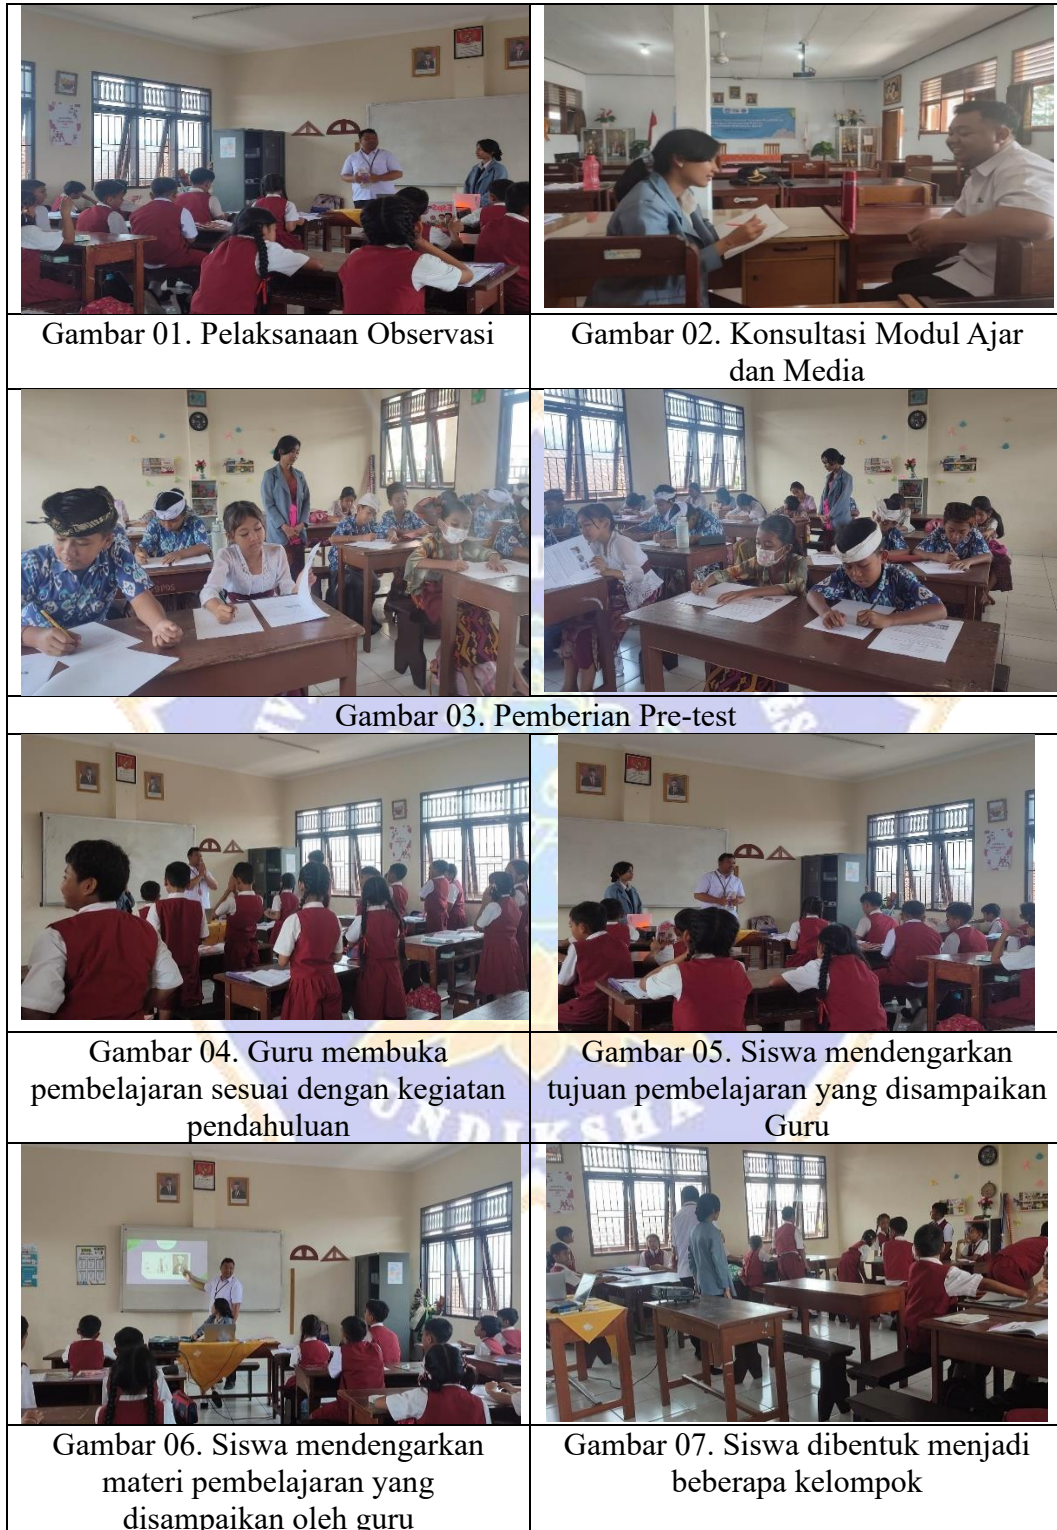 Gambar 01. Pelaksanaan Observasi
Gambar 02. Konsultasi Modul Ajar
dan Media
Gambar 03. Pemberian Pre-test
Gambar 04. Guru membuka
pembelajaran sesuai dengan kegiatan
pendahuluan
Gambar 05. Siswa mendengarkan
tujuan pembelajaran yang disampaikan
Guru
UNDIKSHA
Gambar 06. Siswa mendengarkan
materi pembelajaran yang
disampaikan oleh guru
Gambar 07. Siswa dibentuk menjadi
beberapa kelompok